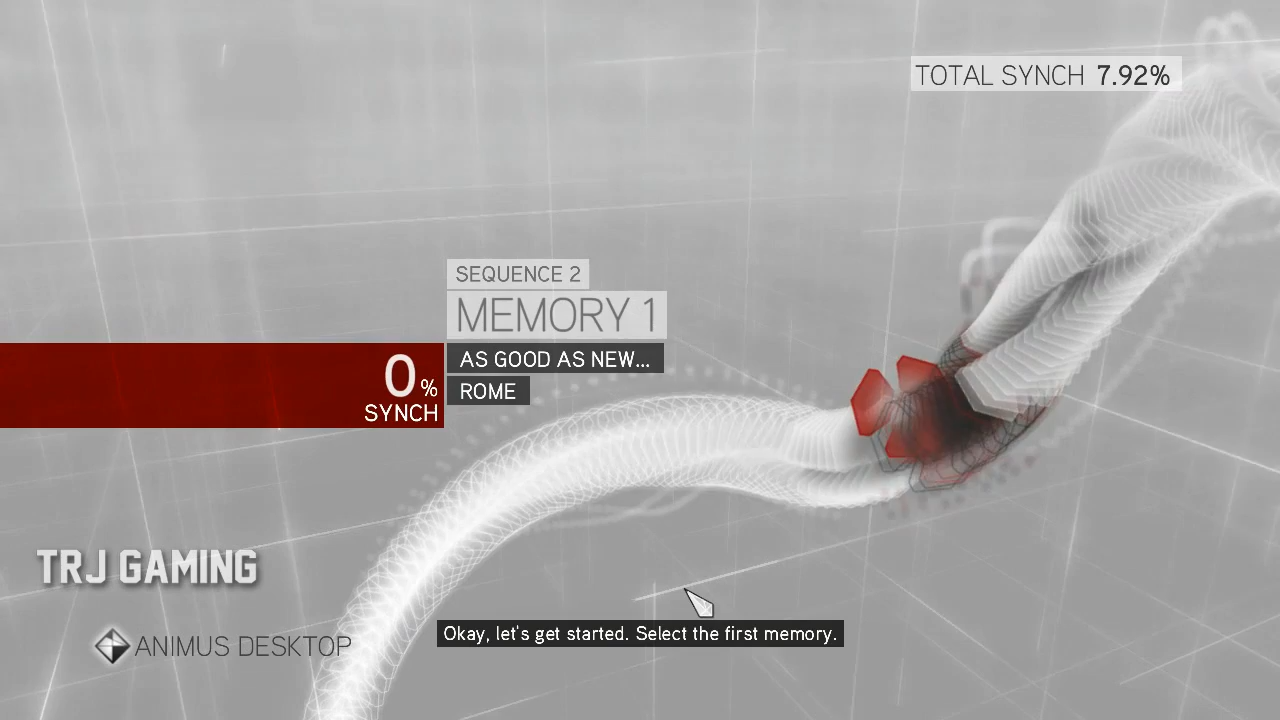 TOTAL SYNCH 7.92%
SEQUENCE 2
MEMORY 1
0%
SYNCH
AS GOOD AS NEW...
ROME
TRJ GAMING
Okay, let's get started. Select the first memory.
ANIMUS DESKTOP